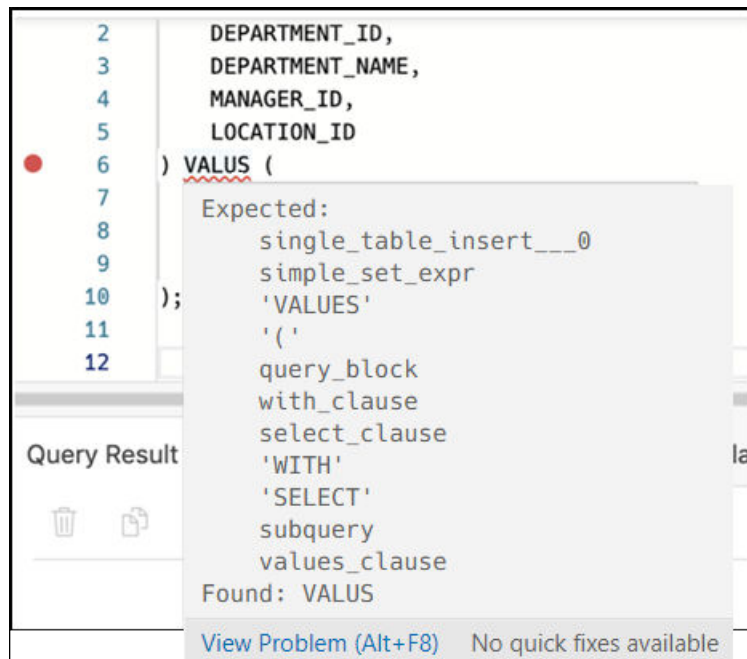 2 DEPARTMENT_ID,
3 DEPARTMENT_NAME,
4 MANAGER_ID,
5 LOCATION_ID
6 ) VALUS (
7
8
9
10 );
11
12
Expected:
single_table_insert___0
simple_set_expr
'VALUES'
'('
query_block
with_clause
select_clause
'WITH'
'SELECT'
subquery
values_clause
Found: VALUS
View Problem (Alt+F8) No quick fixes available
Query Result